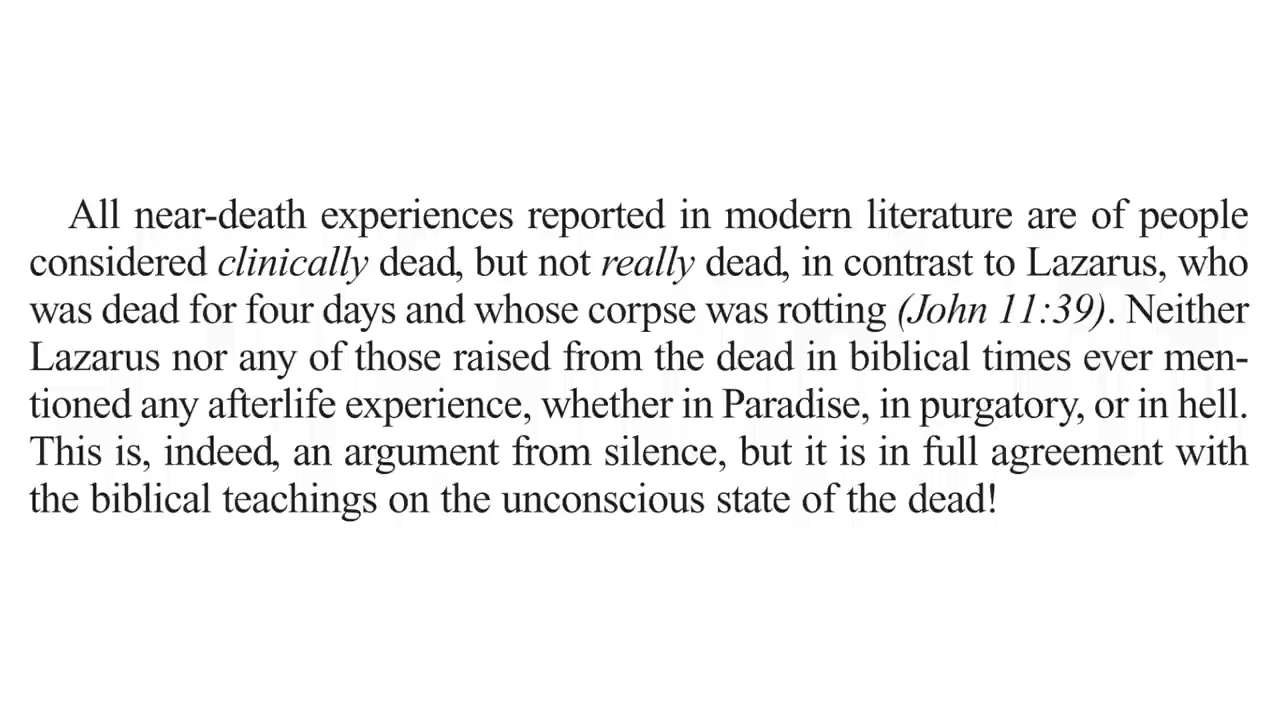 All near-death experiences reported in modern literature are of people
considered clinically dead, but not really dead, in contrast to Lazarus, who
was dead for four days and whose corpse was rotting (John 11:39). Neither
Lazarus nor any of those raised from the dead in biblical times ever men-
tioned any afterlife experience, whether in Paradise, in purgatory, or in hell.
This is, indeed, an argument from silence, but it is in full agreement with
the biblical teachings on the unconscious state of the dead!